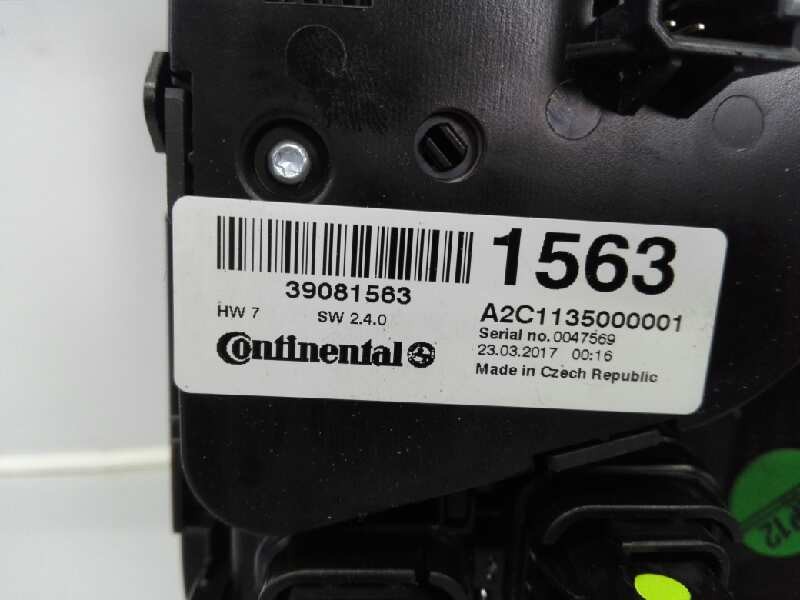 1563
39081563
HW 7 SW 2.4.0
A2C1135000001
Serial no.0047569
Continental
23.03.2017 00:16
Made in Czech Republic
P12